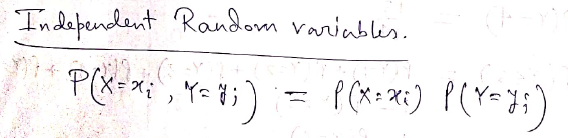 Independent Random variables.
P(X=xᵢ, Y=yⱼ) = P(X=xᵢ) P(Y=yⱼ)